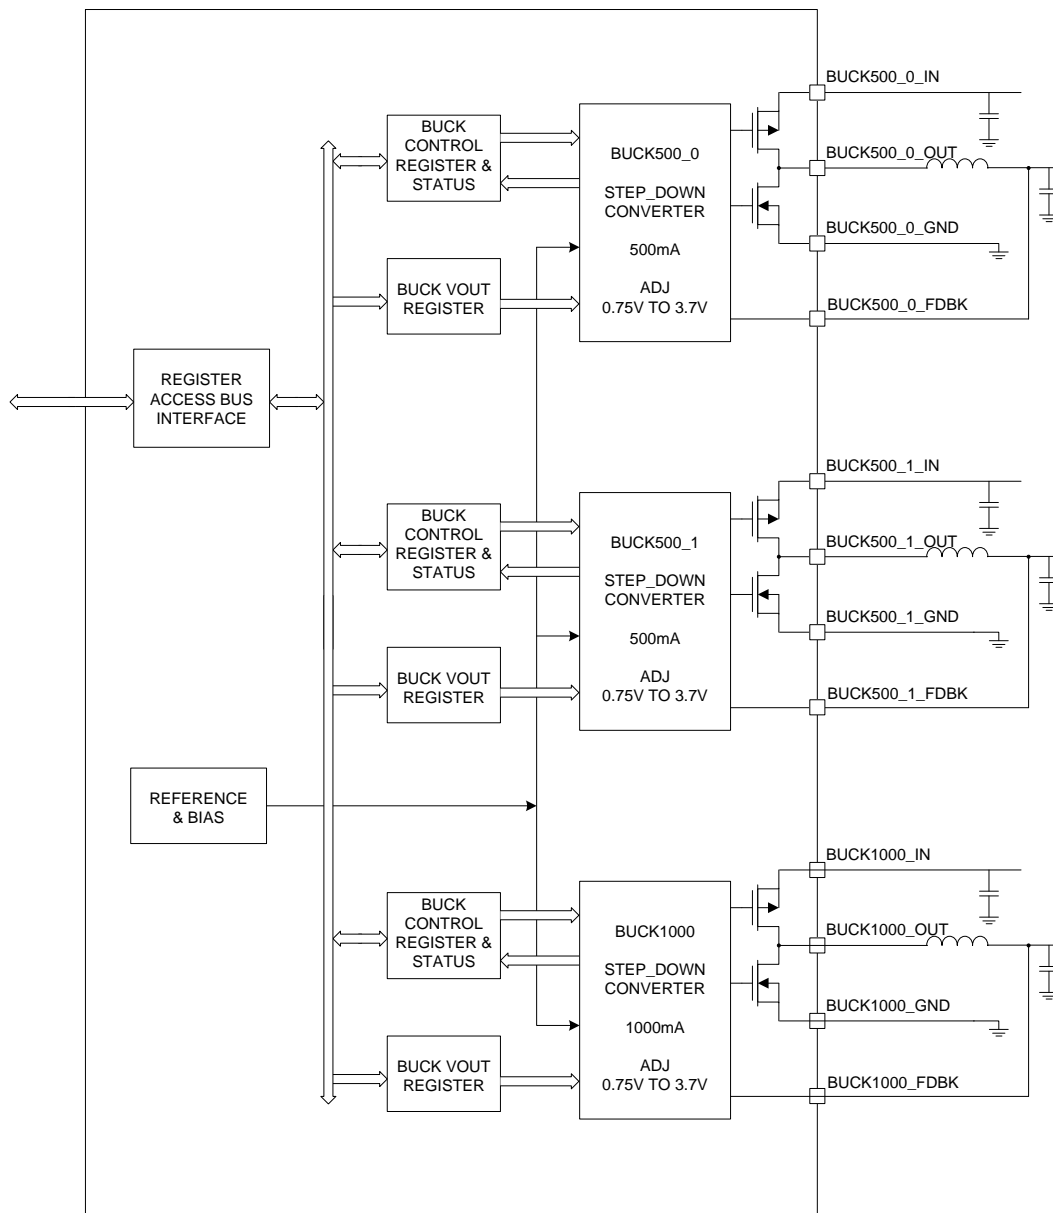 BUCK500_0_IN
BUCK
CONTROL
REGISTER &
STATUS
BUCK500_0
STEP_DOWN
CONVERTER
500mA
ADJ
0.75V TO 3.7V
BUCK500_0_OUT
BUCK500_0_GND
BUCK VOUT
REGISTER
BUCK500_0_FDBK
REGISTER
ACCESS BUS
INTERFACE
BUCK500_1_IN
BUCK
CONTROL
REGISTER &
STATUS
BUCK500_1
STEP_DOWN
CONVERTER
500mA
ADJ
0.75V TO 3.7V
BUCK500_1_OUT
BUCK500_1_GND
BUCK VOUT
REGISTER
BUCK500_1_FDBK
REFERENCE
& BIAS
BUCK1000_IN
BUCK
CONTROL
REGISTER &
STATUS
BUCK1000
STEP_DOWN
CONVERTER
1000mA
ADJ
0.75V TO 3.7V
BUCK1000_OUT
BUCK1000_GND
BUCK VOUT
REGISTER
BUCK1000_FDBK